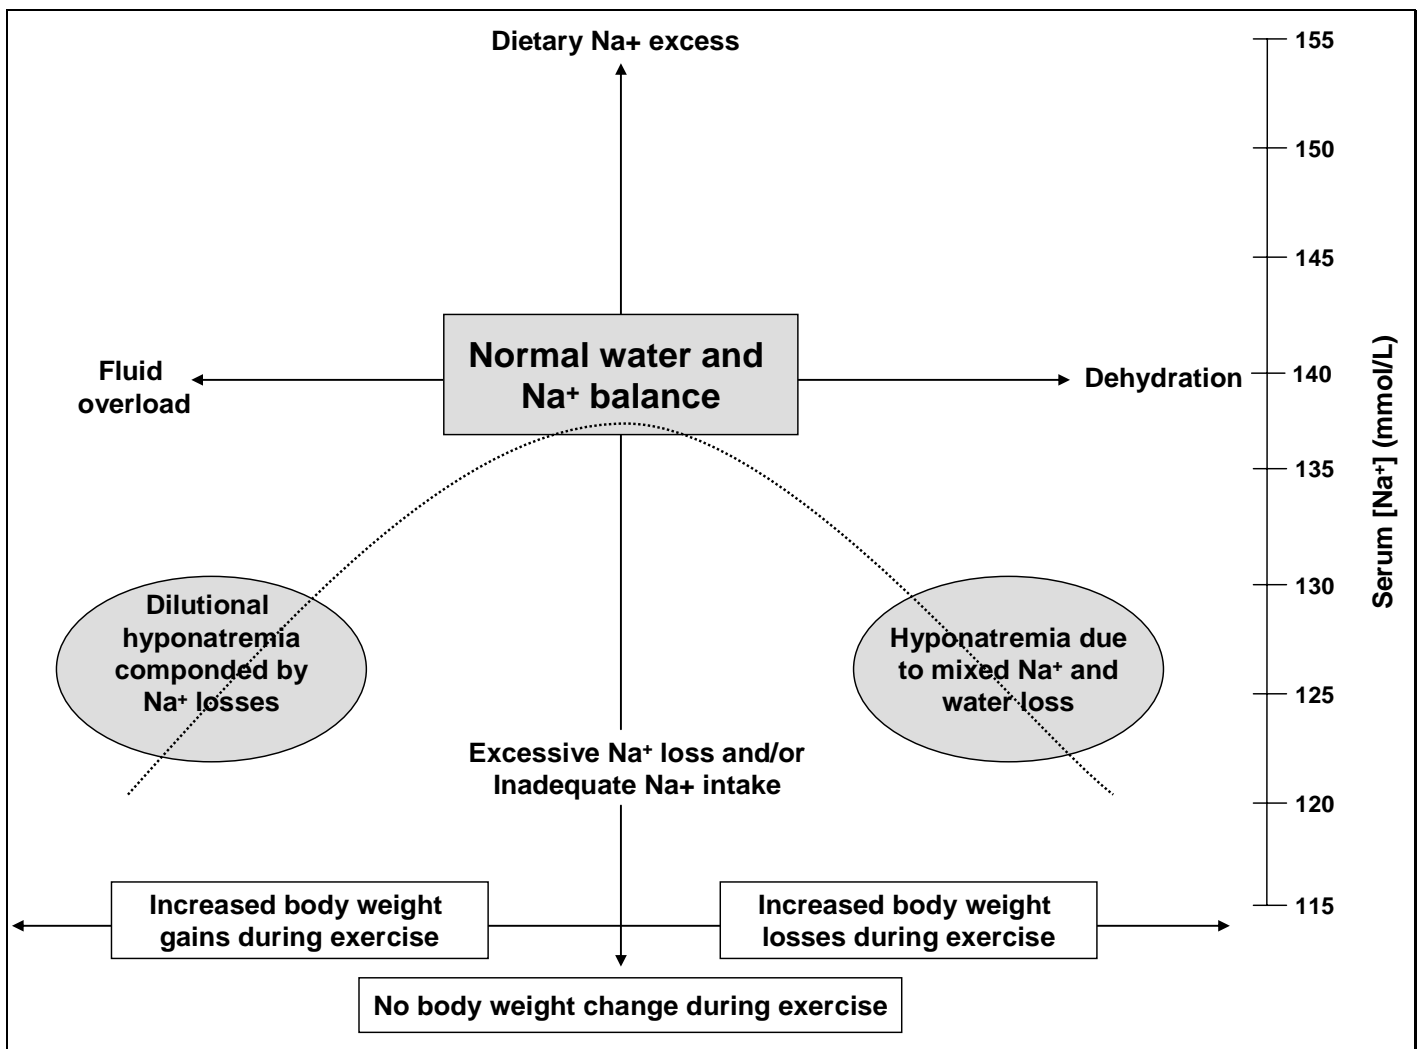 Dietary Na+ excess
155
150
145
Normal water and
Na⁺ balance
Fluid
overload
Dehydration
140
135
130
125
120
115
Serum [Na⁺] (mmol/L)
Dilutional
hyponatremia
componded by
Na⁺ losses
Hyponatremia due
to mixed Na⁺ and
water loss
Excessive Na⁺ loss and/or
Inadequate Na+ intake
Increased body weight
gains during exercise
Increased body weight
losses during exercise
No body weight change during exercise